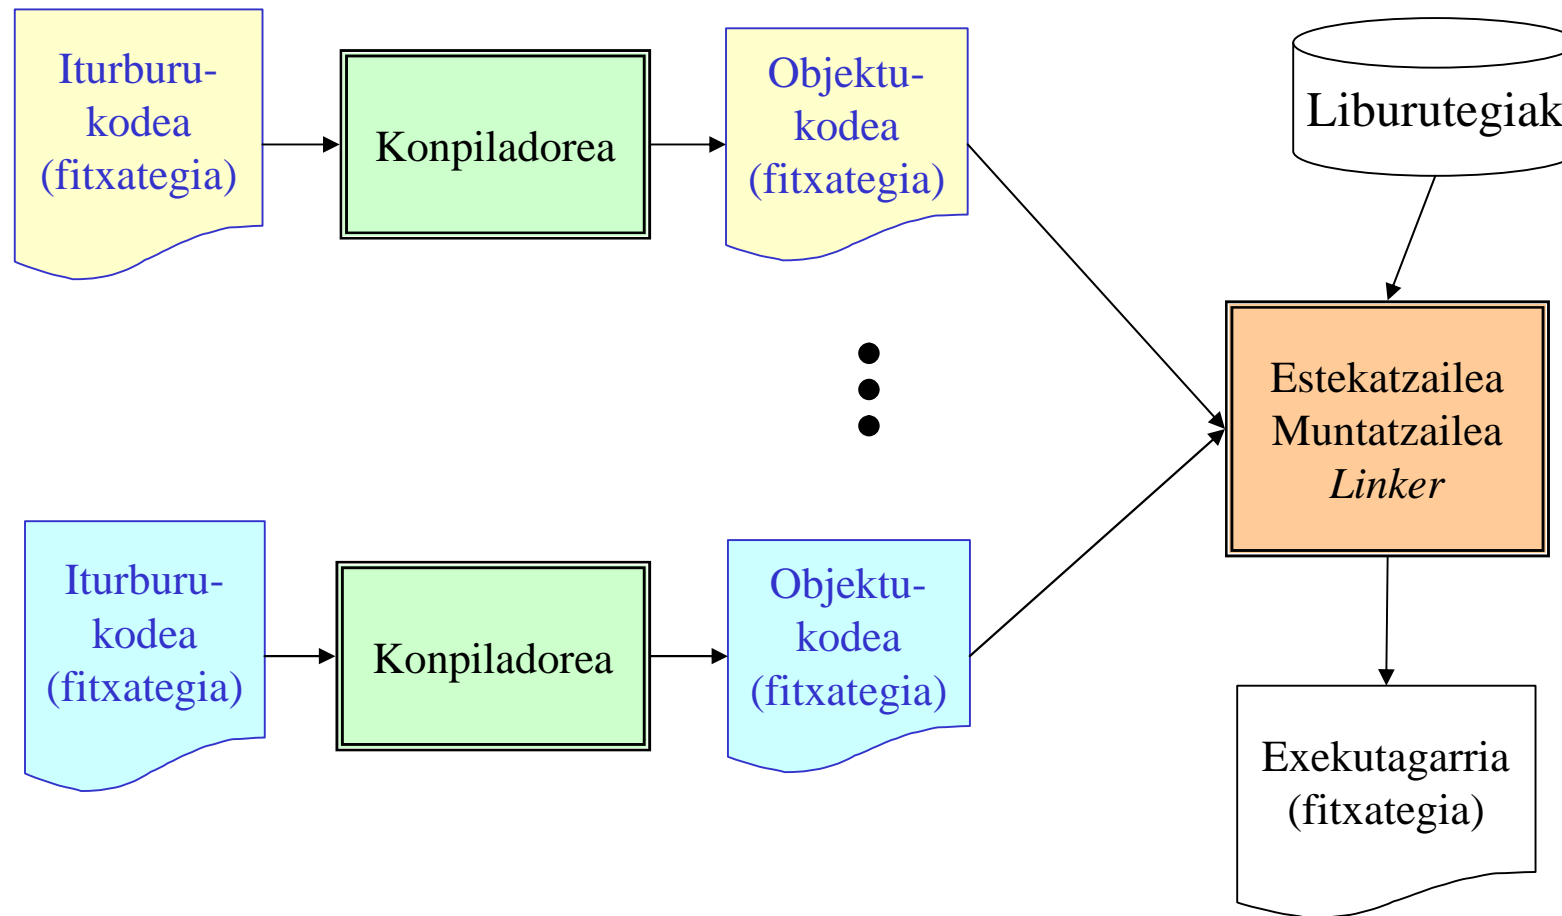 Iturburu-
kodea
(fitxategia)
Konpiladorea
Objektu-
kodea
(fitxategia)
Liburutegiak
Estekatzailea
Muntatzailea
Linker
Iturburu-
kodea
(fitxategia)
Konpiladorea
Objektu-
kodea
(fitxategia)
Exekutagarria
(fitxategia)